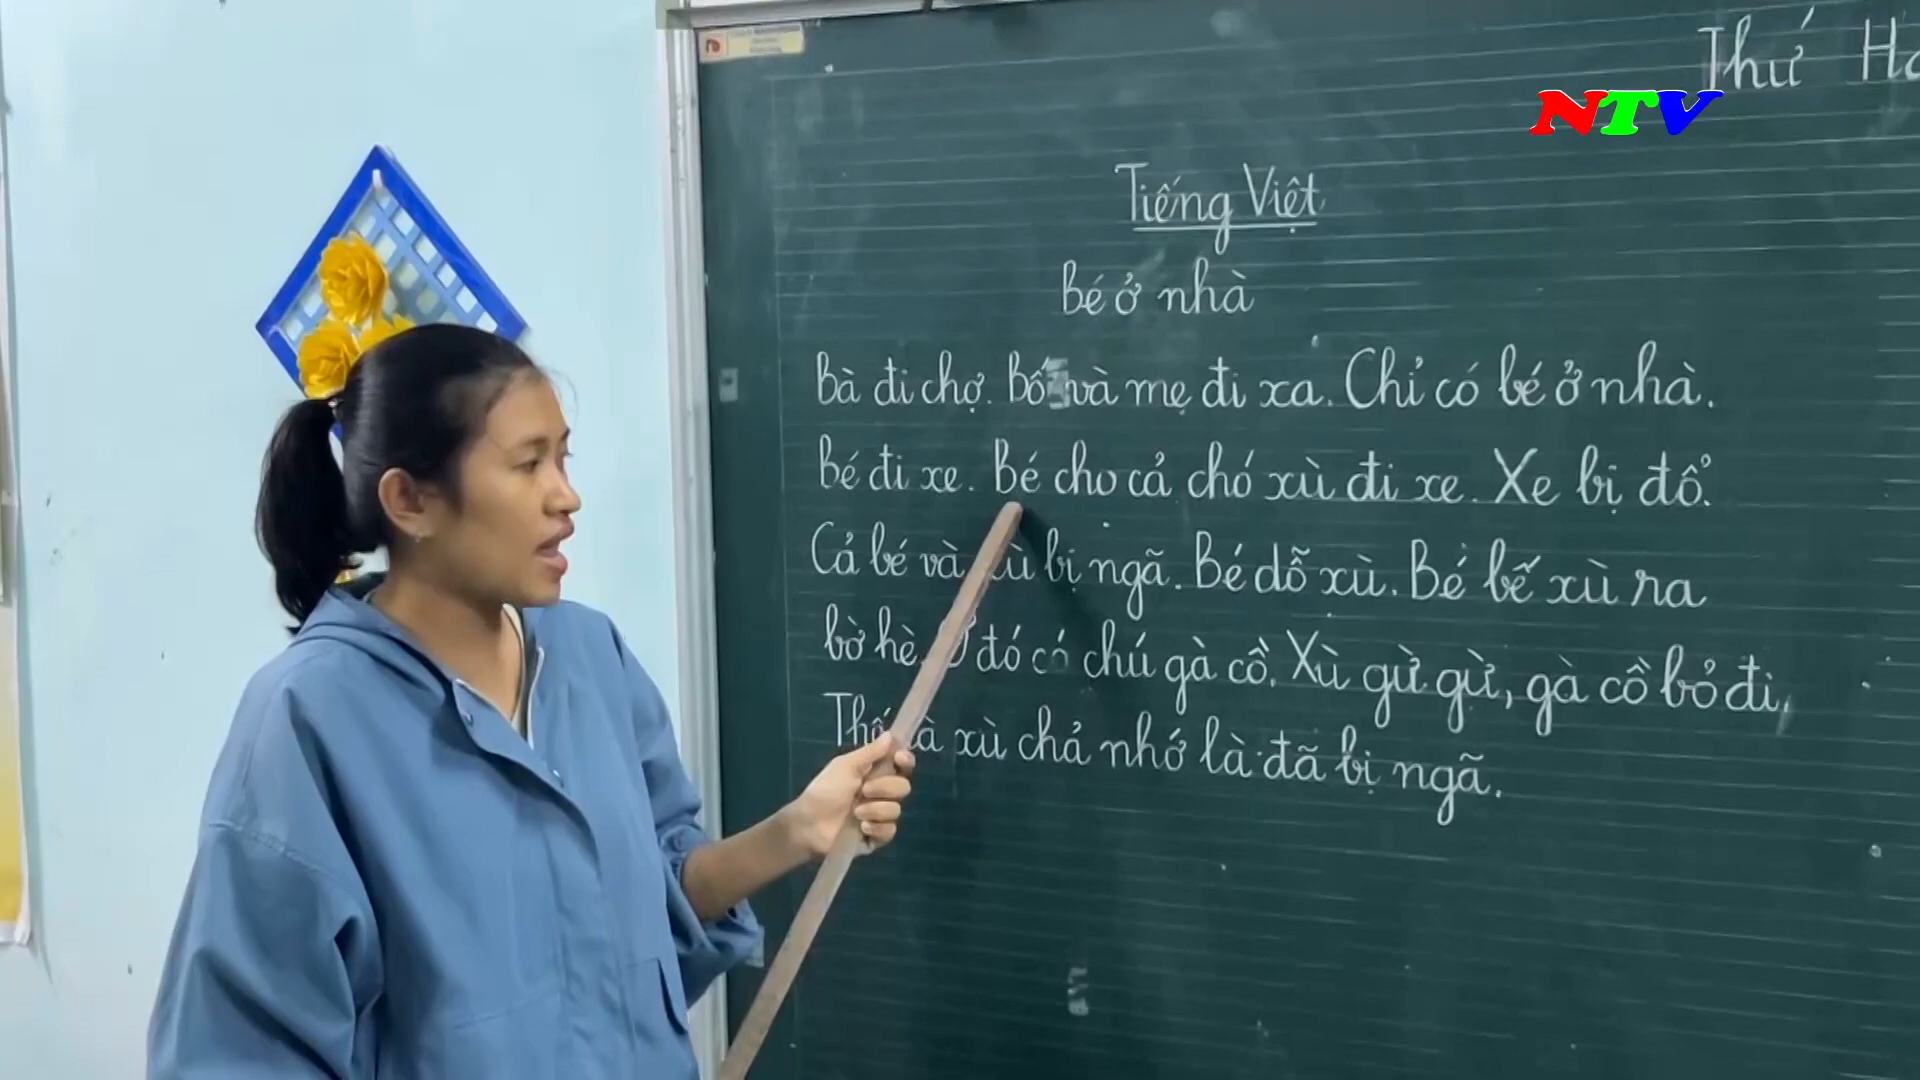 Thứ
NTV
Tiếng Việt
Bé ở nhà
Bà đi chợ. Bố và mẹ đi xa. Chỉ có bé ở nhà.
Bé đi xe. Bé cho cả chó xù đi xe. Xe bị đổ.
Cả bé và xù bị ngã. Bé dỗ xù. Bé bế xù ra
bờ hè. Ở đó có chú gà cồ. Xù gừ gừ, gà cồ bỏ đi.
Thế là xù chả nhớ là đã bị ngã.